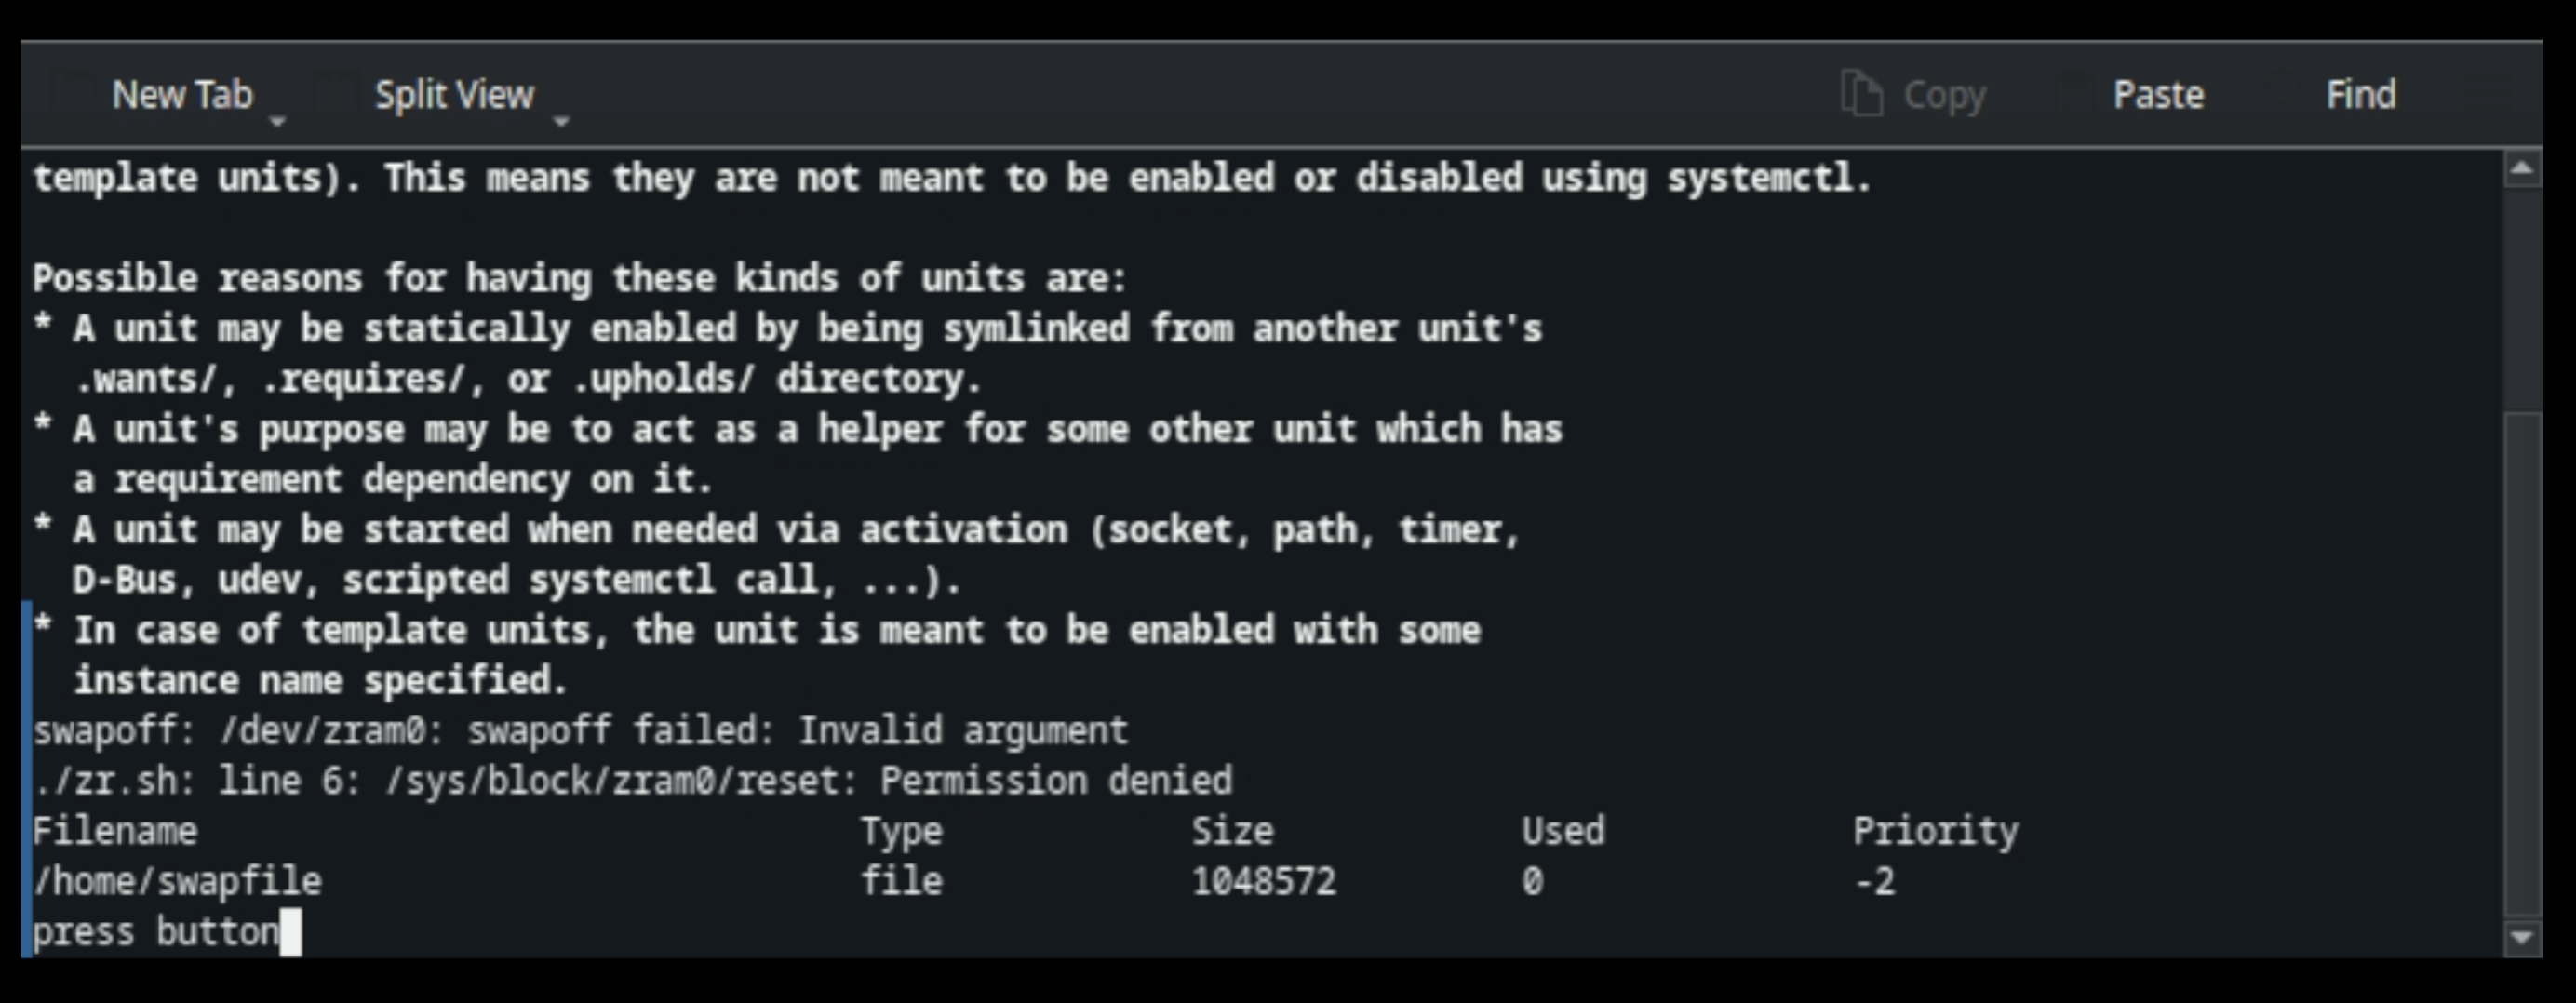 New Tab Split View Copy Paste Find
template units). This means they are not meant to be enabled or disabled using systemctl.
Possible reasons for having these kinds of units are:
* A unit may be statically enabled by being symlinked from another unit's
.wants/, .requires/, or .upholds/ directory.
* A unit's purpose may be to act as a helper for some other unit which has
a requirement dependency on it.
* A unit may be started when needed via activation (socket, path, timer,
D-Bus, udev, scripted systemctl call, ...).
* In case of template units, the unit is meant to be enabled with some
instance name specified.
swapoff: /dev/zram0: swapoff failed: Invalid argument
./zr.sh: line 6: /sys/block/zram0/reset: Permission denied
Filename Type Size Used Priority
/home/swapfile file 1048572 0 -2
press button